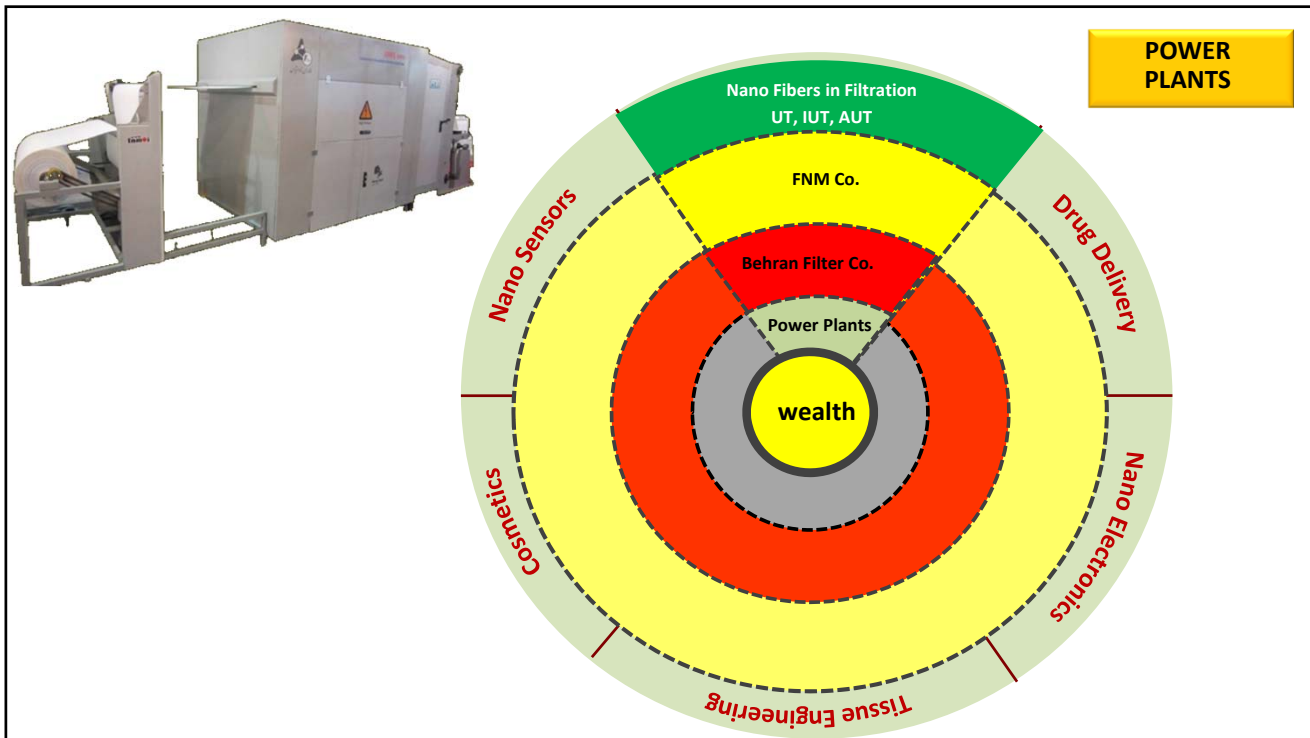 POWER
PLANTS
Nano Fibers in Filtration
UT, IUT, AUT
FNM Co.
Behran Filter Co.
Power Plants
wealth
Nano Sensors
Drug Delivery
Cosmetics
Nano Electronics
Tissue Engineering